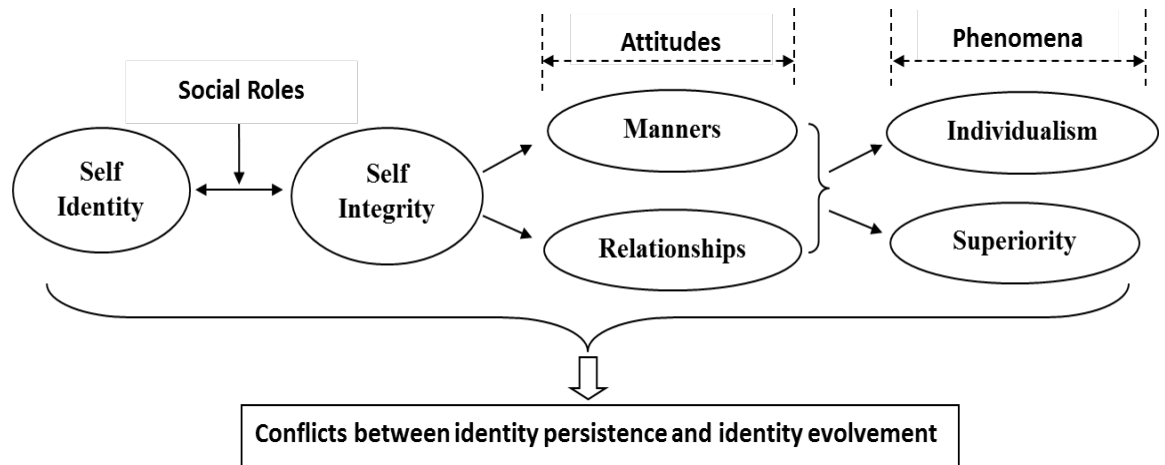 Attitudes
Phenomena
Social Roles
Manners
Individualism
Self
Identity
Self
Integrity
Relationships
Superiority
Conflicts between identity persistence and identity evolvement